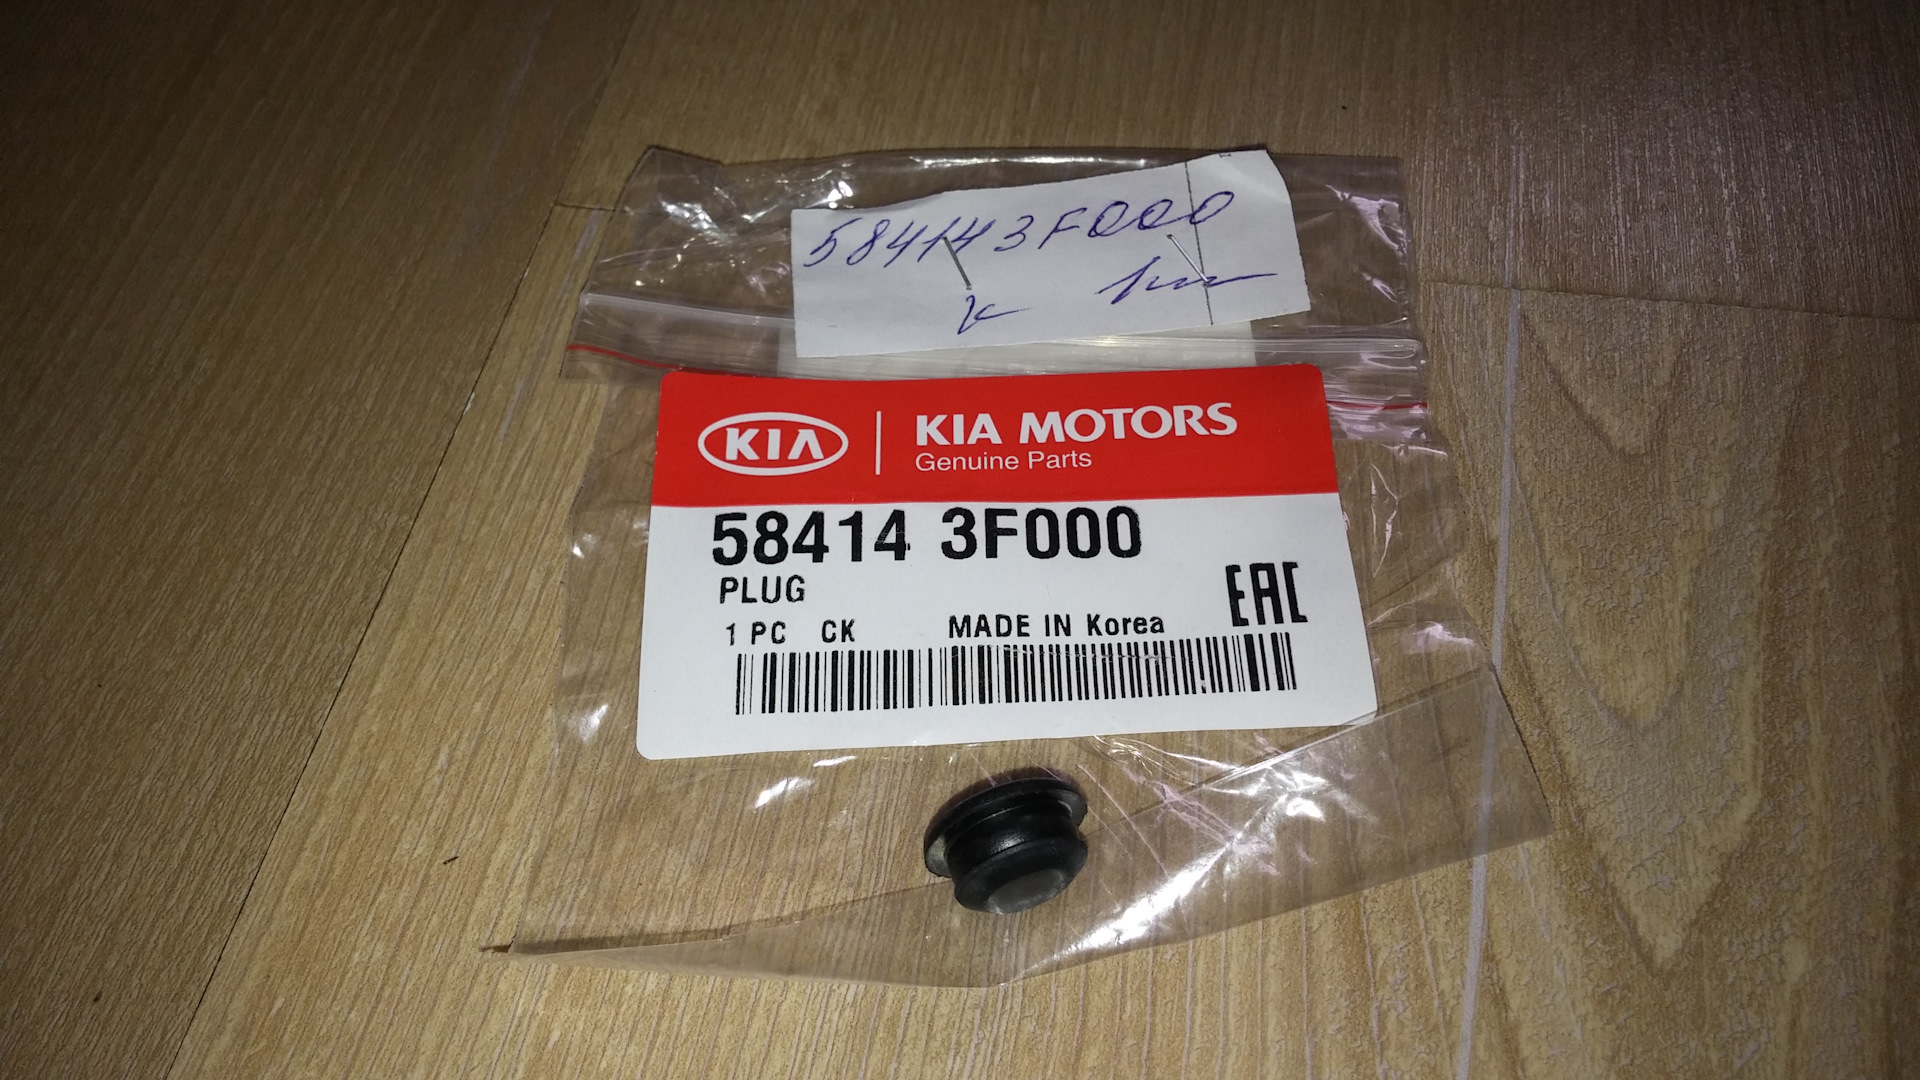 584143F000
KIA
KIA MOTORS
Genuine Parts
58414 3F000
PLUG
1 PC CK MADE IN Korea
EAC